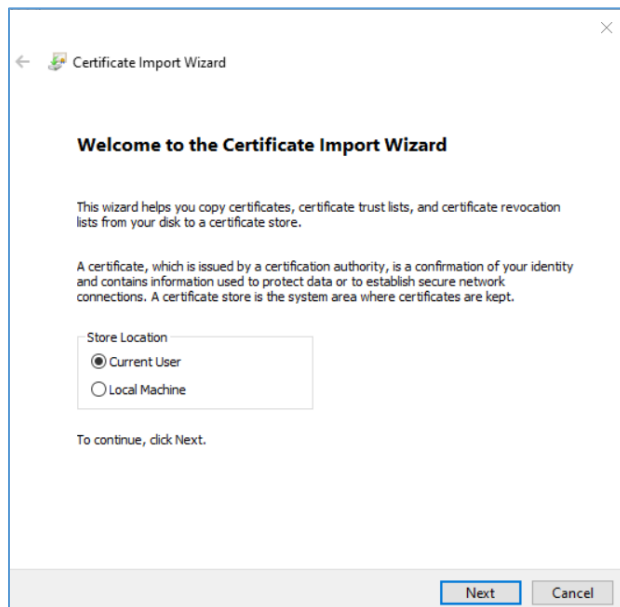 Certificate Import Wizard
Welcome to the Certificate Import Wizard
This wizard helps you copy certificates, certificate trust lists, and certificate revocation
lists from your disk to a certificate store.
A certificate, which is issued by a certification authority, is a confirmation of your identity
and contains information used to protect data or to establish secure network
connections. A certificate store is the system area where certificates are kept.
Store Location
Current User
Local Machine
To continue, click Next.
Next Cancel